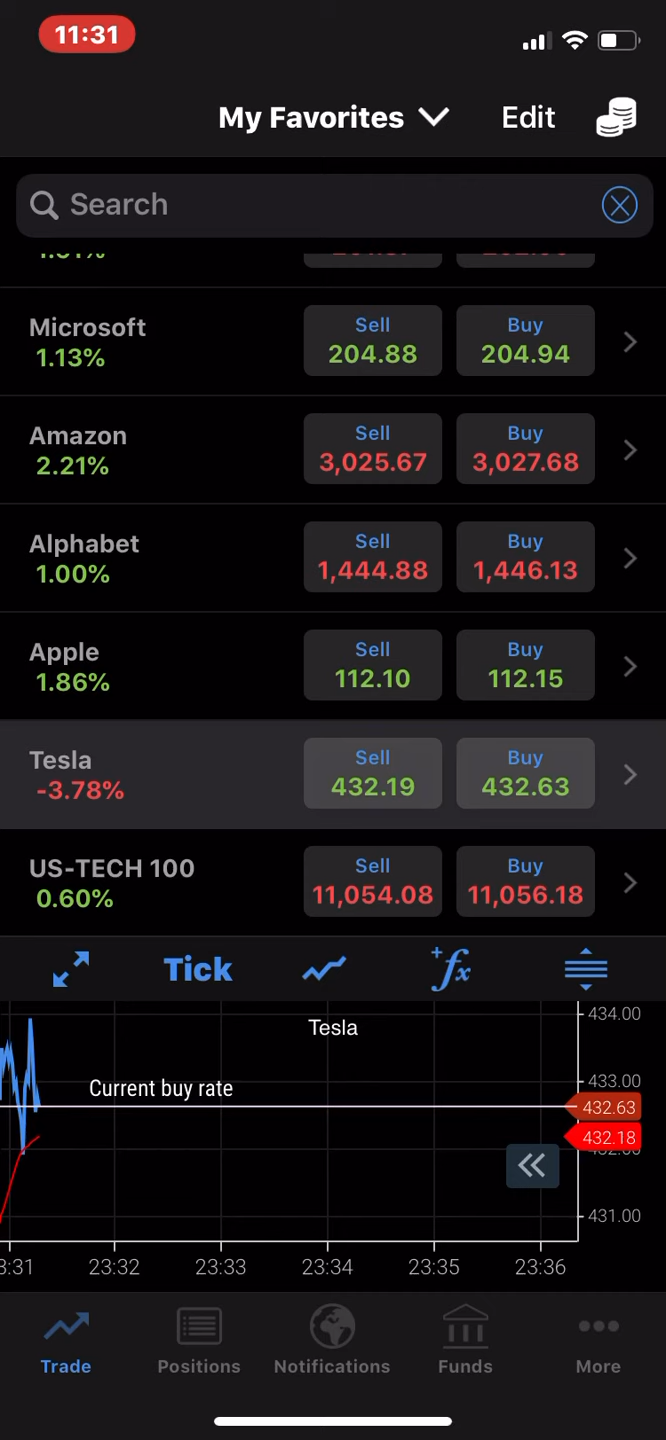 11:31
My Favorites
Edit
Search
Microsoft
1.13%
Sell
204.88
Buy
204.94
Amazon
2.21%
Sell
3,025.67
Buy
3,027.68
Alphabet
1.00%
Sell
1,444.88
Buy
1,446.13
Apple
1.86%
Sell
112.10
Buy
112.15
Tesla
-3.78%
Sell
432.19
Buy
432.63
US-TECH 100
0.60%
Sell
11,054.08
Buy
11,056.18
Tick
+fx
Tesla
434.00
433.00
Current buy rate
432.63
432.18
431.00
3:31 23:32 23:33 23:34 23:35 23:36
Trade Positions Notifications Funds More